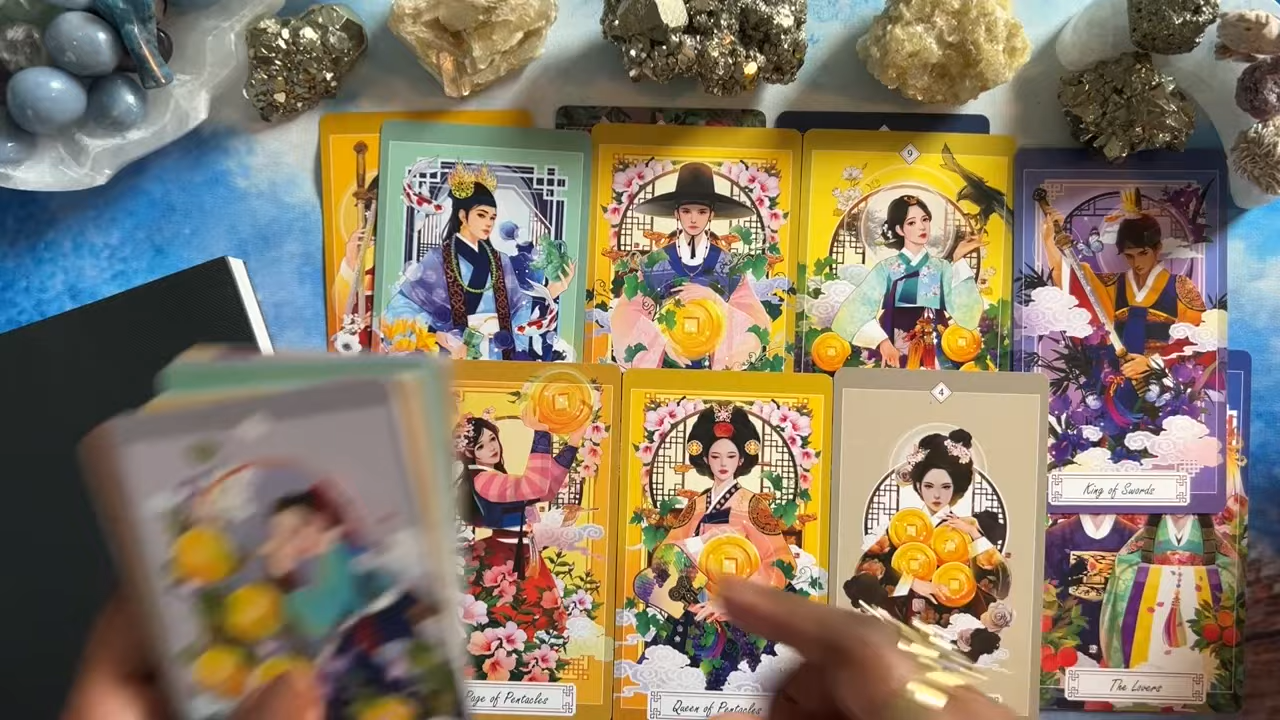 9
4
King of Swords
Page of Pentacles
Queen of Pentacles
The Lovers